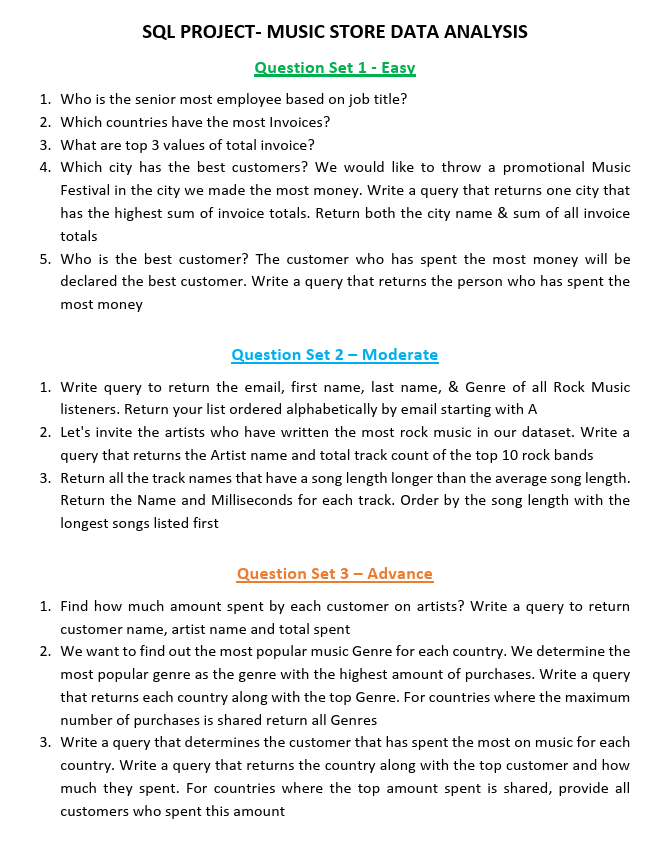 SQL PROJECT- MUSIC STORE DATA ANALYSIS
Question Set 1 - Easy
1. Who is the senior most employee based on job title?
2. Which countries have the most Invoices?
3. What are top 3 values of total invoice?
4. Which city has the best customers? We would like to throw a promotional Music
Festival in the city we made the most money. Write a query that returns one city that
has the highest sum of invoice totals. Return both the city name & sum of all invoice
totals
5. Who is the best customer? The customer who has spent the most money will be
declared the best customer. Write a query that returns the person who has spent the
most money
Question Set 2 – Moderate
1. Write query to return the email, first name, last name, & Genre of all Rock Music
listeners. Return your list ordered alphabetically by email starting with A
2. Let's invite the artists who have written the most rock music in our dataset. Write a
query that returns the Artist name and total track count of the top 10 rock bands
3. Return all the track names that have a song length longer than the average song length.
Return the Name and Milliseconds for each track. Order by the song length with the
longest songs listed first
Question Set 3 – Advance
1. Find how much amount spent by each customer on artists? Write a query to return
customer name, artist name and total spent
2. We want to find out the most popular music Genre for each country. We determine the
most popular genre as the genre with the highest amount of purchases. Write a query
that returns each country along with the top Genre. For countries where the maximum
number of purchases is shared return all Genres
3. Write a query that determines the customer that has spent the most on music for each
country. Write a query that returns the country along with the top customer and how
much they spent. For countries where the top amount spent is shared, provide all
customers who spent this amount